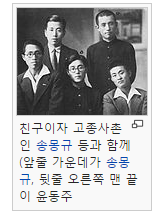 친구이자 고종사촌
인 송몽규 등과 함께
(앞줄 가운데가 송몽
규, 뒷줄 오른쪽 맨 끝
이 윤동주